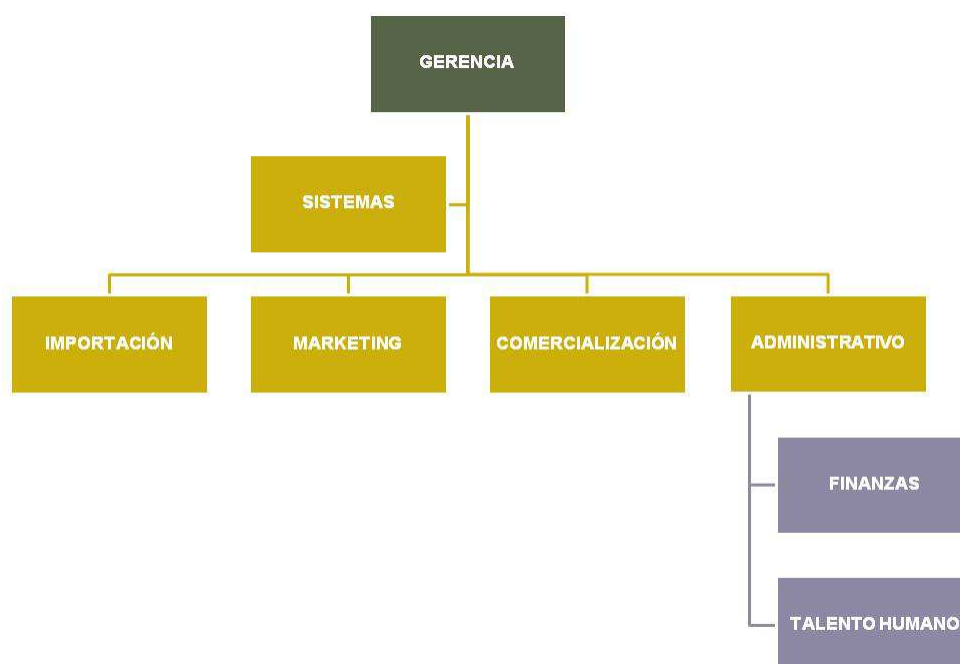 GERENCIA
SISTEMAS
IMPORTACIÓN
MARKETING
COMERCIALIZACIÓN
ADMINISTRATIVO
FINANZAS
TALENTO HUMANO